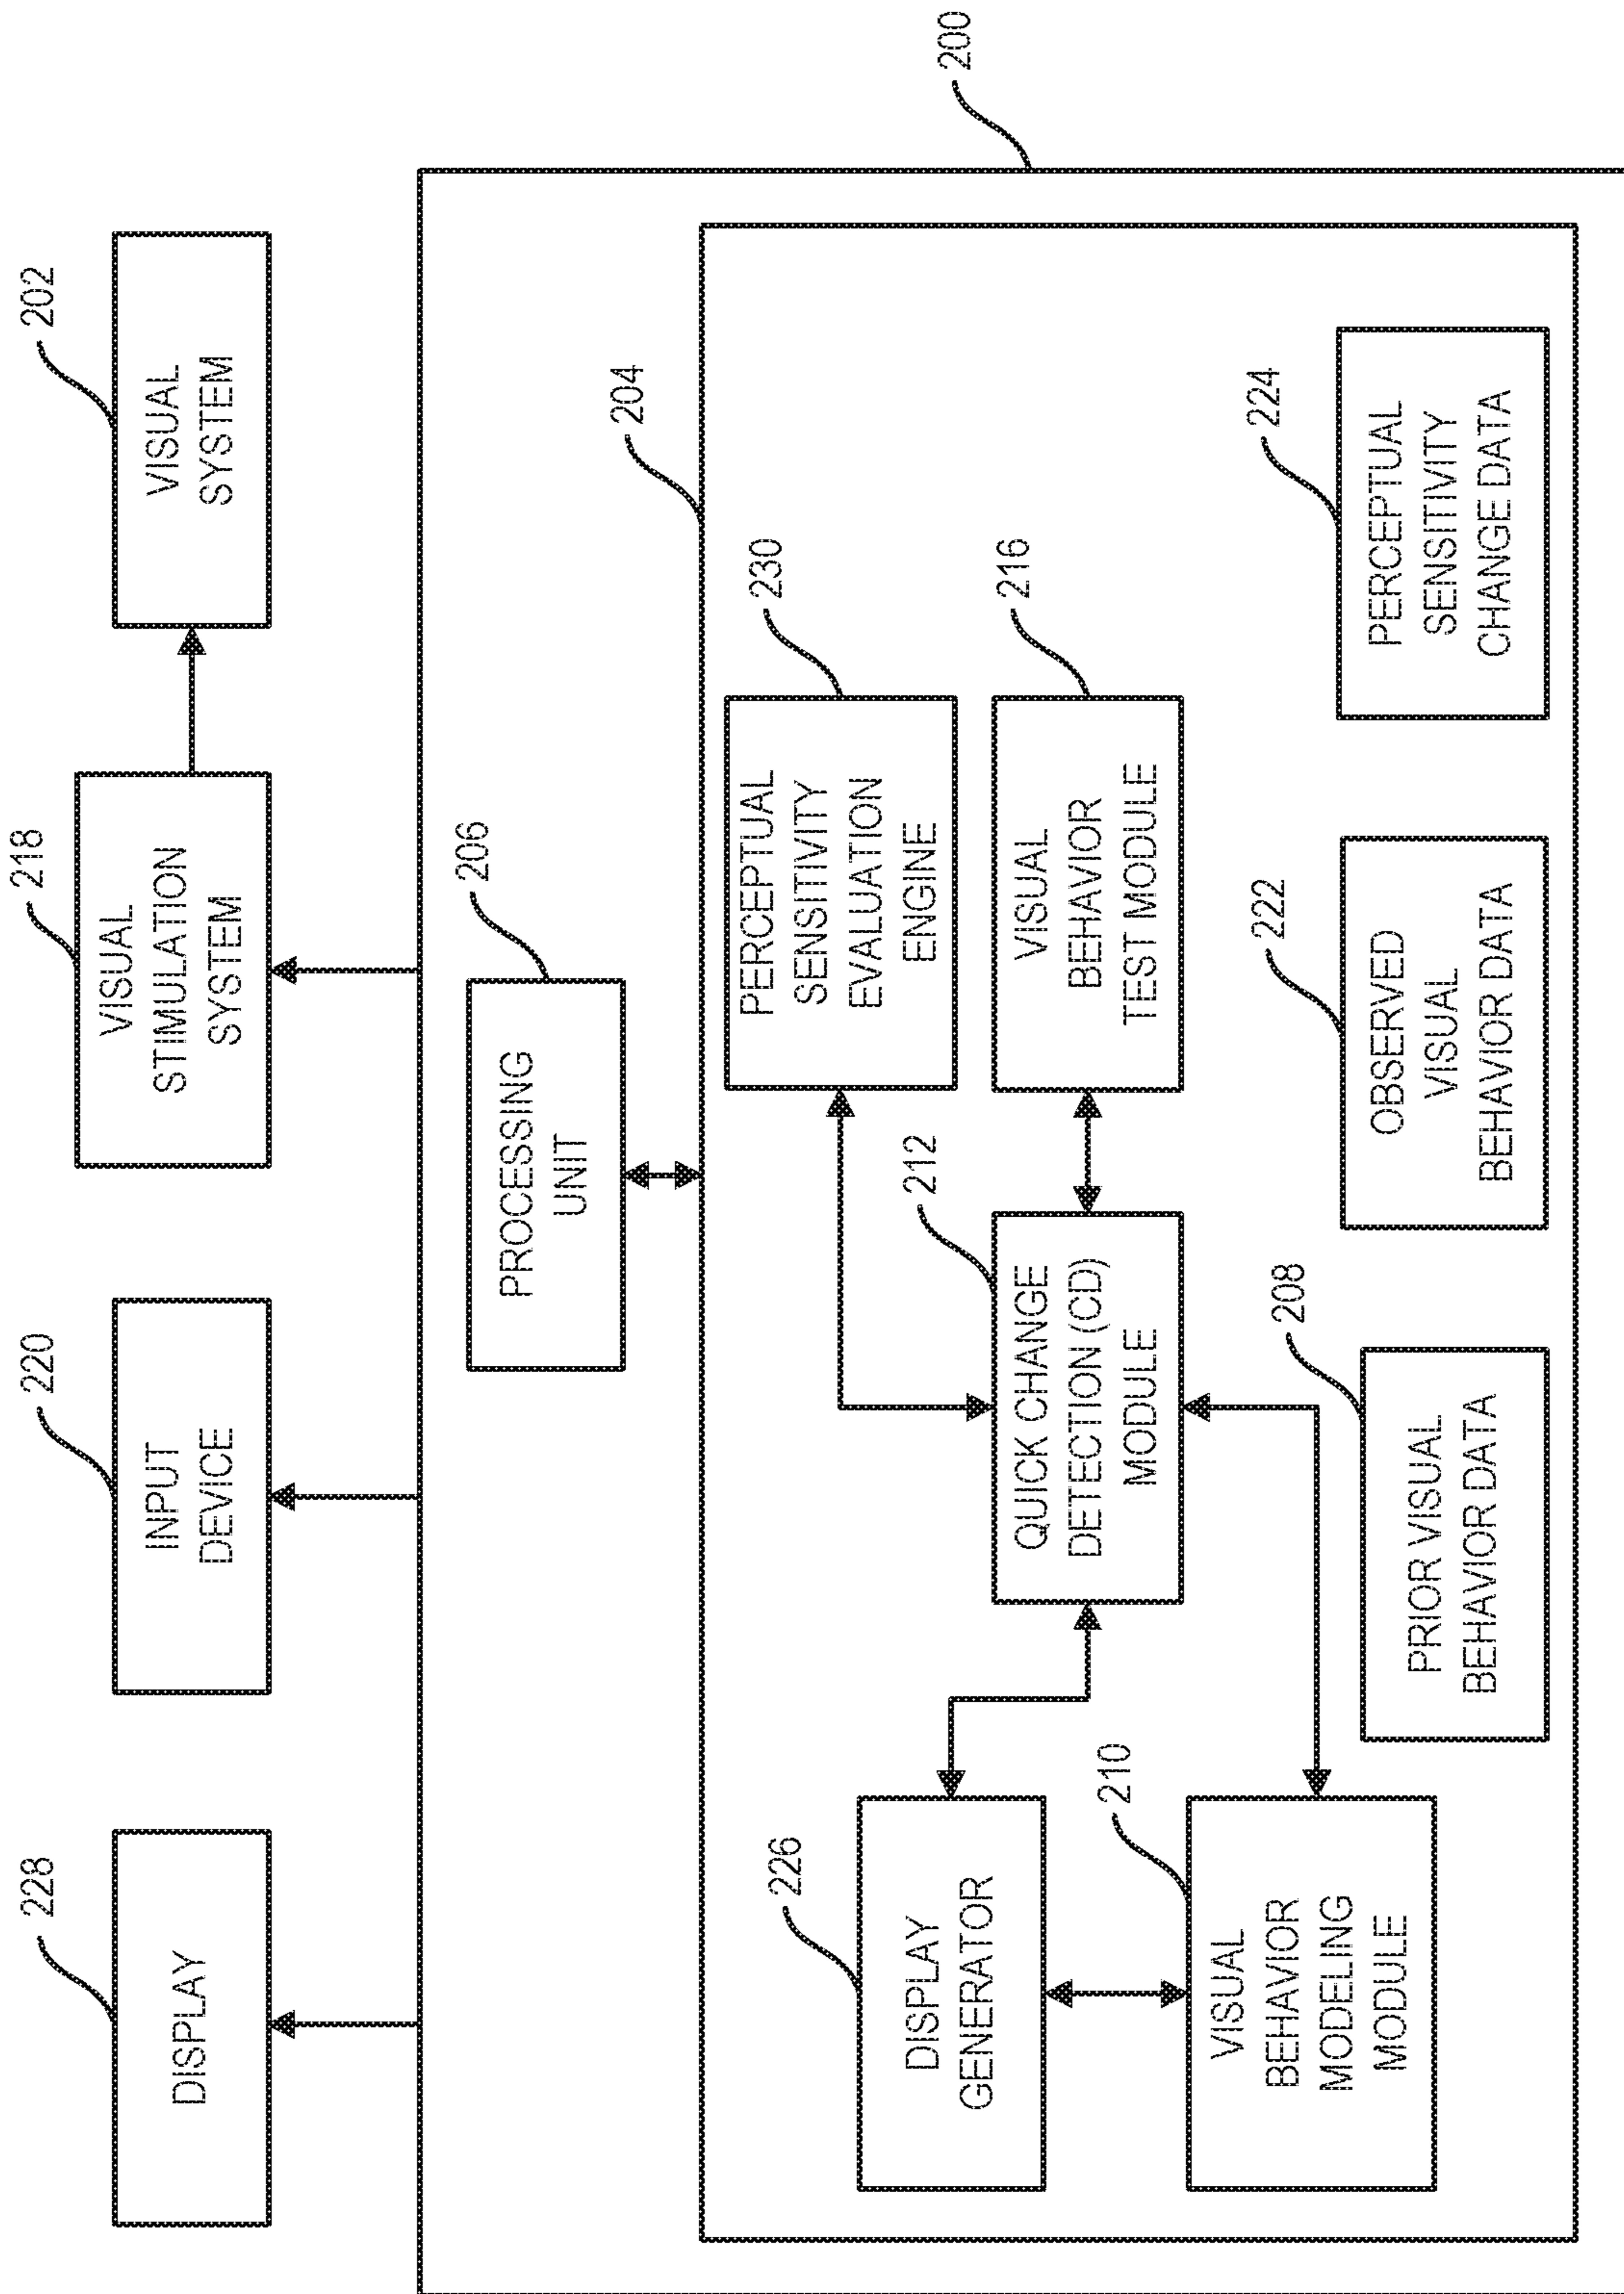 228
DISPLAY
220
INPUT
DEVICE
218
VISUAL
STIMULATION
SYSTEM
202
VISUAL
SYSTEM
200
206
PROCESSING
UNIT
204
226
DISPLAY
GENERATOR
210
VISUAL
BEHAVIOR
MODELING
MODULE
212
QUICK CHANGE
DETECTION (CD)
MODULE
230
PERCEPTUAL
SENSITIVITY
EVALUATION
ENGINE
216
VISUAL
BEHAVIOR
TEST MODULE
208
PRIOR VISUAL
BEHAVIOR DATA
222
OBSERVED
VISUAL
BEHAVIOR DATA
224
PERCEPTUAL
SENSITIVITY
CHANGE DATA